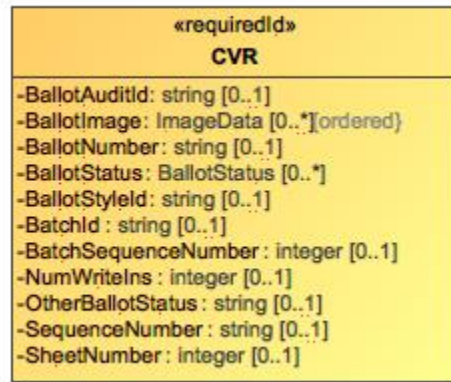 «requiredId»
CVR
-BallotAuditId: string [0..1]
-BallotImage: ImageData [0..*]{ordered}
-BallotNumber: string [0..1]
-BallotStatus: BallotStatus [0..*]
-BallotStyleId: string [0..1]
-BatchId : string [0..1]
-BatchSequenceNumber : integer [0..1]
-NumWriteIns : integer [0..1]
-OtherBallotStatus : string [0..1]
-SequenceNumber : string [0..1]
-SheetNumber : integer [0..1]